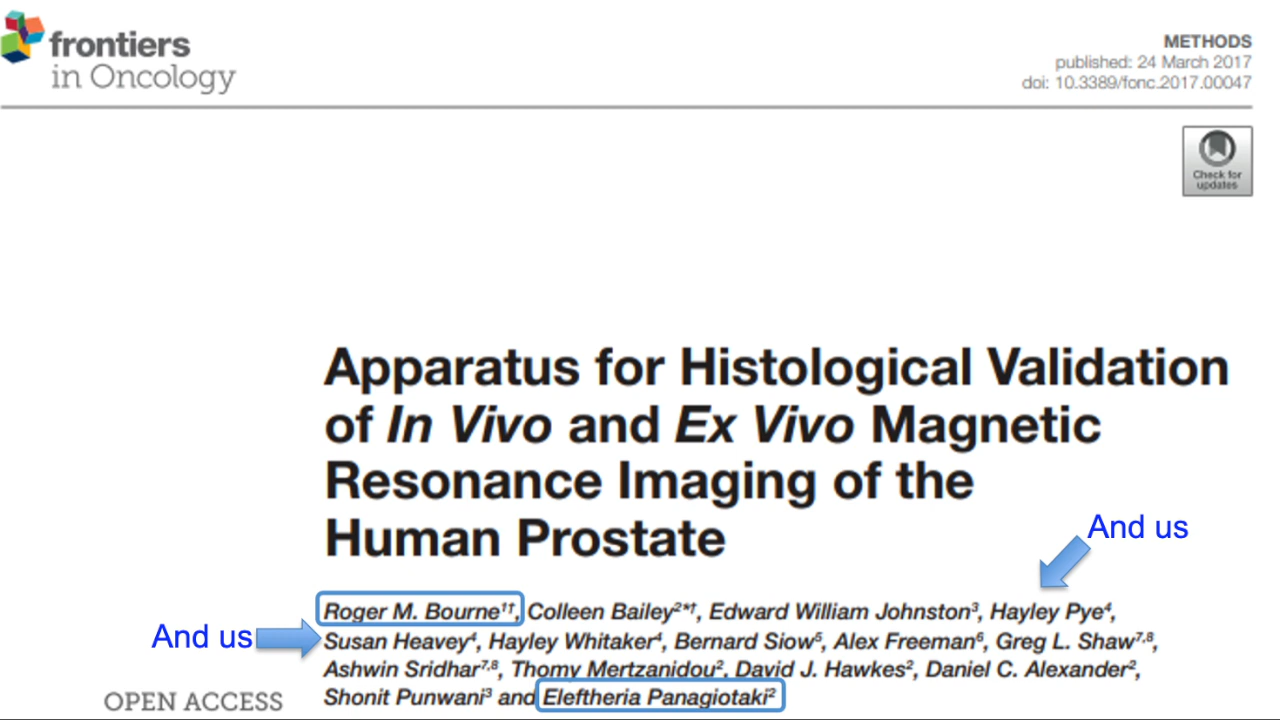 frontiers
in Oncology
METHODS
published: 24 March 2017
doi: 10.3389/fonc.2017.00047
Check for
updates
Apparatus for Histological Validation
of In Vivo and Ex Vivo Magnetic
Resonance Imaging of the
Human Prostate
And us
Roger M. Bourne¹†, Colleen Bailey²*†, Edward William Johnston³, Hayley Pye⁴,
And us
Susan Heavey⁴, Hayley Whitaker⁴, Bernard Siow⁵, Alex Freeman⁶, Greg L. Shaw⁷,⁸,
Ashwin Sridhar⁷,⁸, Thomy Mertzanidou², David J. Hawkes², Daniel C. Alexander²,
Shonit Punwani³ and Eleftheria Panagiotaki²
OPEN ACCESS